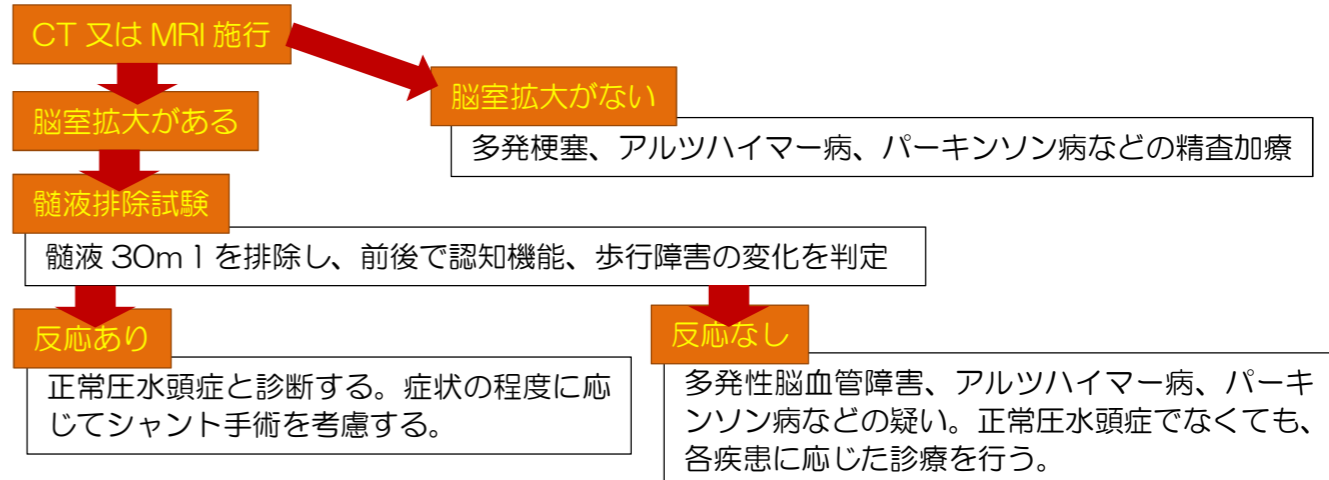 CT 又は MRI 施行
脳室拡大がない
脳室拡大がある
多発梗塞、アルツハイマー病、パーキンソン病などの精査加療
髄液排除試験
髄液 30m l を排除し、前後で認知機能、歩行障害の変化を判定
反応あり
正常圧水頭症と診断する。症状の程度に応
じてシャント手術を考慮する。
反応なし
多発性脳血管障害、アルツハイマー病、パーキ
ンソン病などの疑い。正常圧水頭症でなくても、
各疾患に応じた診療を行う。